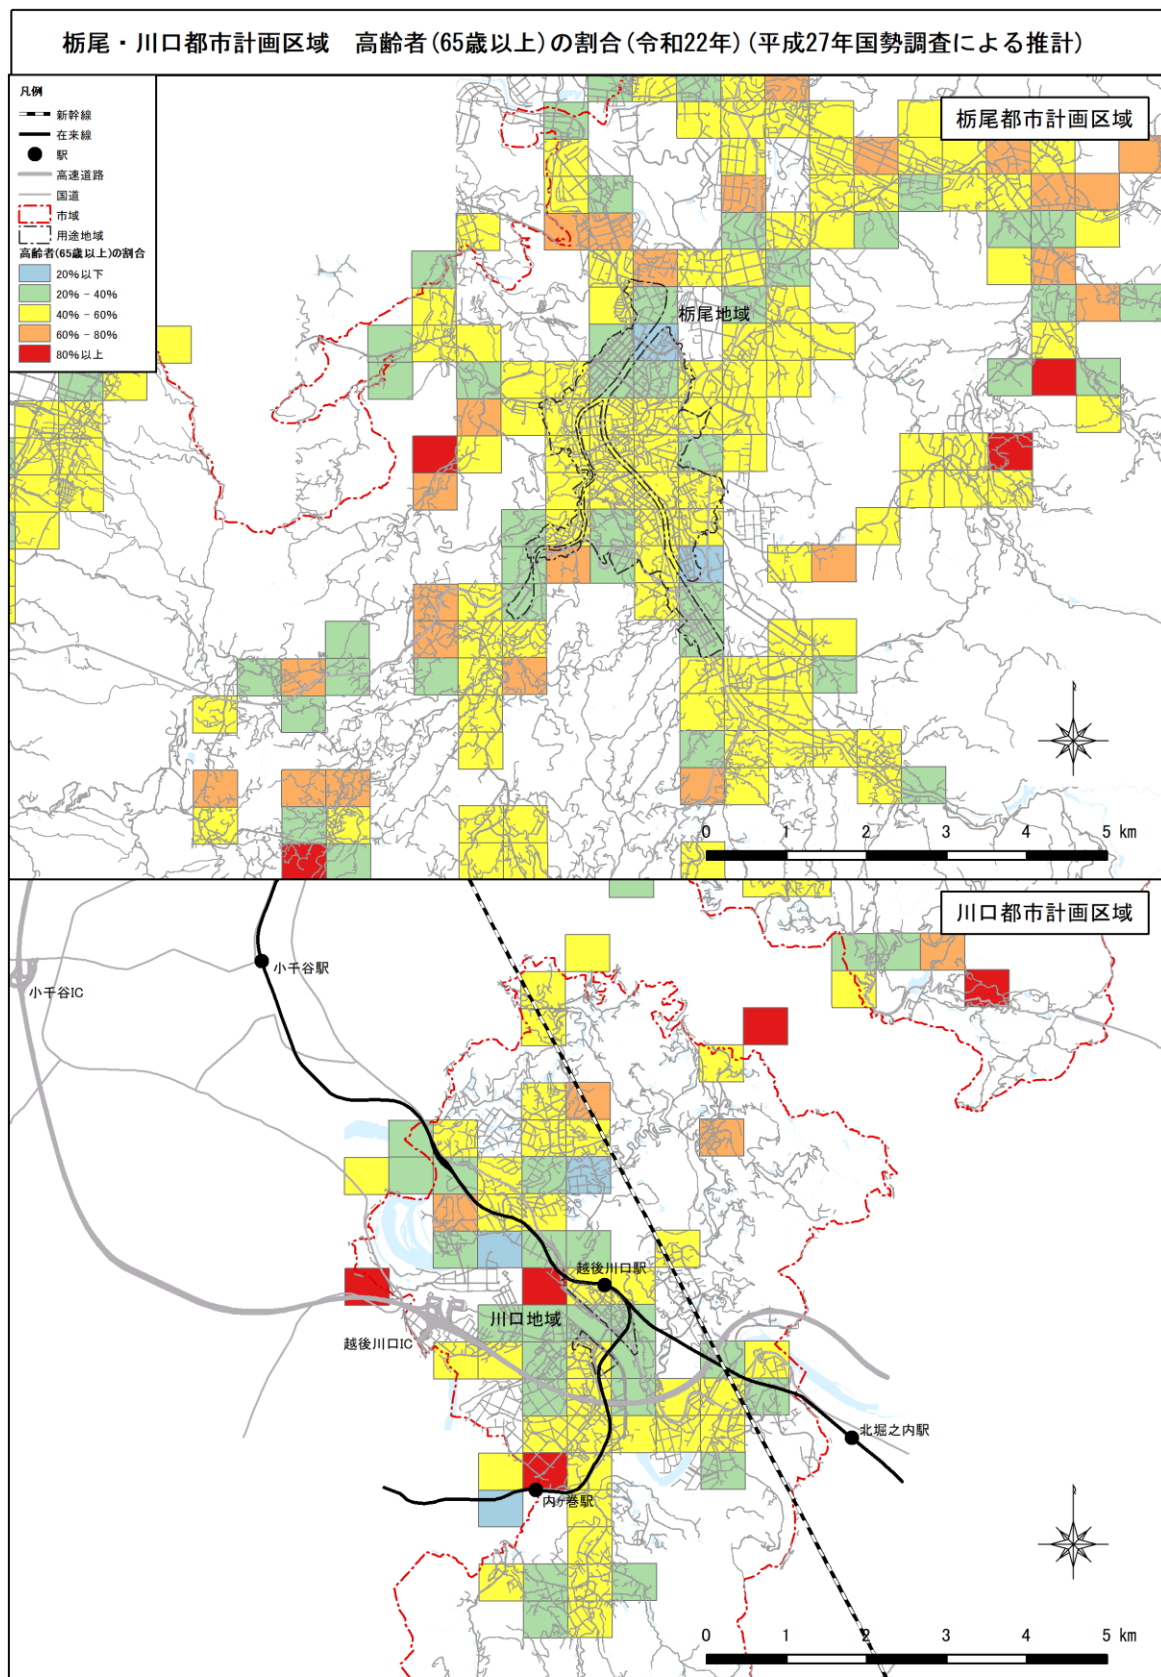 栃尾・川口都市計画区域　高齢者(65歳以上)の割合(令和22年)(平成27年国勢調査による推計)
凡例
新幹線
在来線
駅
高速道路
国道
市域
用途地域
高齢者(65歳以上)の割合
20%以下
20% - 40%
40% - 60%
60% - 80%
80%以上
栃尾都市計画区域
栃尾地域
0 1 2 3 4 5 km
川口都市計画区域
小千谷駅
小千谷IC
越後川口駅
川口地域
越後川口IC
北堀之内駅
内ヶ巻駅
0 1 2 3 4 5 km